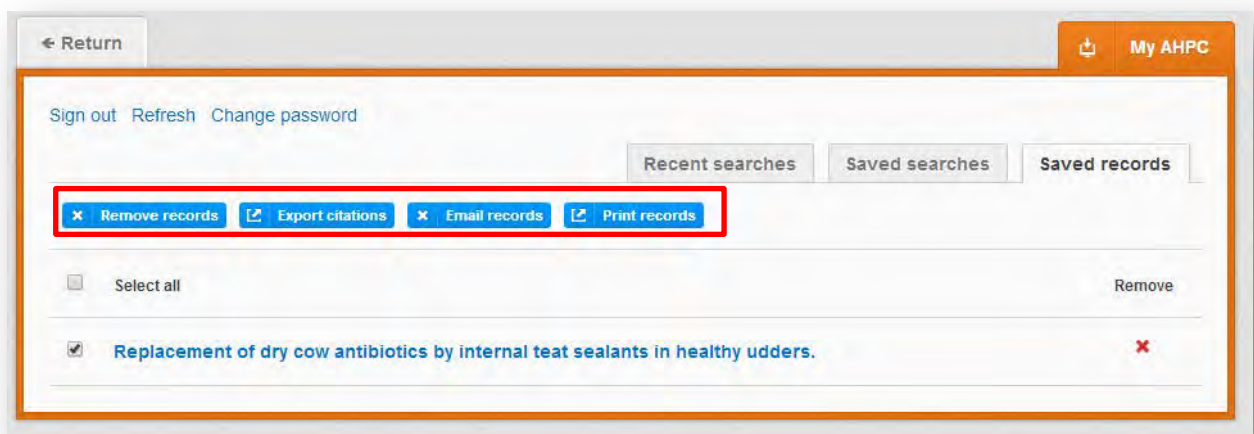 Return
My AHPC
Sign out Refresh Change password
Recent searches Saved searches Saved records
Remove records Export citations Email records Print records
Select all Remove
Replacement of dry cow antibiotics by internal teat sealants in healthy udders.